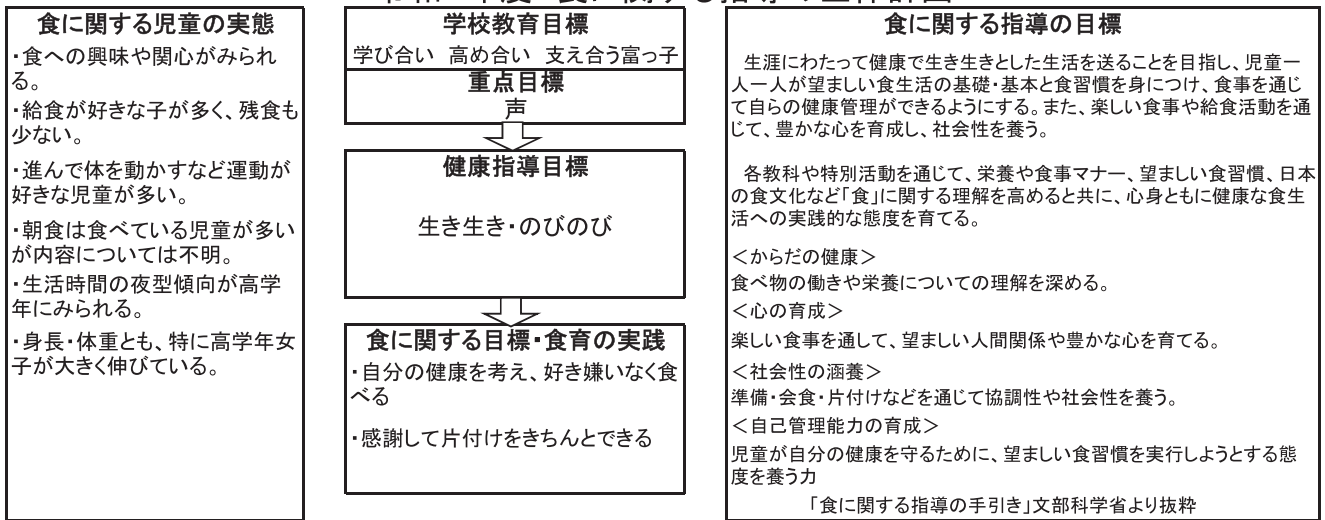 食に関する児童の実態
・食への興味や関心がみられ
る。
・給食が好きな子が多く、残食も
少ない。
・進んで体を動かすなど運動が
好きな児童が多い。
・朝食は食べている児童が多い
が内容については不明。
・生活時間の夜型傾向が高学
年にみられる。
・身長・体重とも、特に高学年女
子が大きく伸びている。
学校教育目標
学び合い 高め合い 支え合う富っ子
重点目標
声
健康指導目標
生き生き・のびのび
食に関する目標・食育の実践
・自分の健康を考え、好き嫌いなく食
べる
・感謝して片付けをきちんとできる
食に関する指導の目標
生涯にわたって健康で生き生きとした生活を送ることを目指し、児童一
人一人が望ましい食生活の基礎・基本と食習慣を身につけ、食事を通じ
て自らの健康管理ができるようにする。また、楽しい食事や給食活動を通
じて、豊かな心を育成し、社会性を養う。
各教科や特別活動を通じて、栄養や食事マナー、望ましい食習慣、日本
の食文化など「食」に関する理解を高めると共に、心身ともに健康な食生
活への実践的な態度を育てる。
＜からだの健康＞
食べ物の働きや栄養についての理解を深める。
＜心の育成＞
楽しい食事を通して、望ましい人間関係や豊かな心を育てる。
＜社会性の涵養＞
準備・会食・片付けなどを通じて協調性や社会性を養う。
＜自己管理能力の育成＞
児童が自分の健康を守るために、望ましい食習慣を実行しようとする態
度を養う力
「食に関する指導の手引き」文部科学省より抜粋